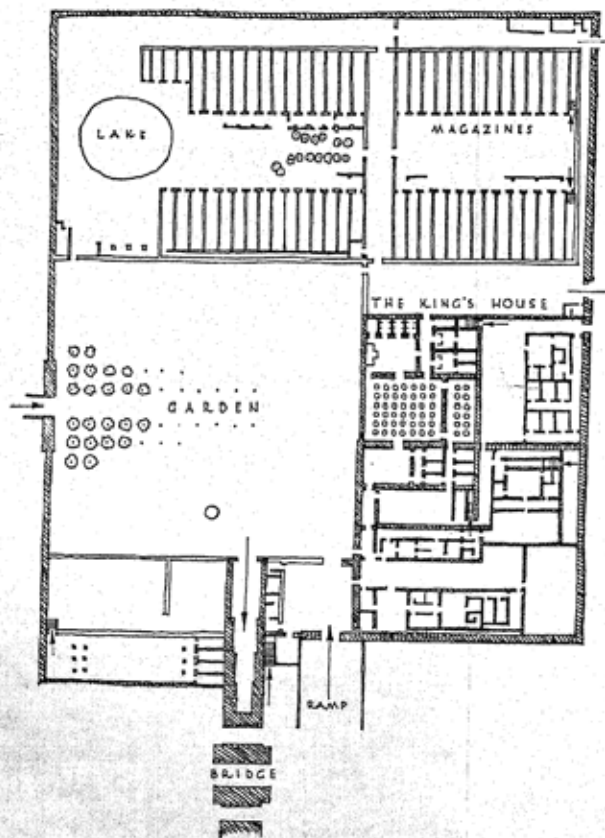 LAKE
MAGAZINES
THE KING'S HOUSE
GARDEN
RAMP
BRIDGE